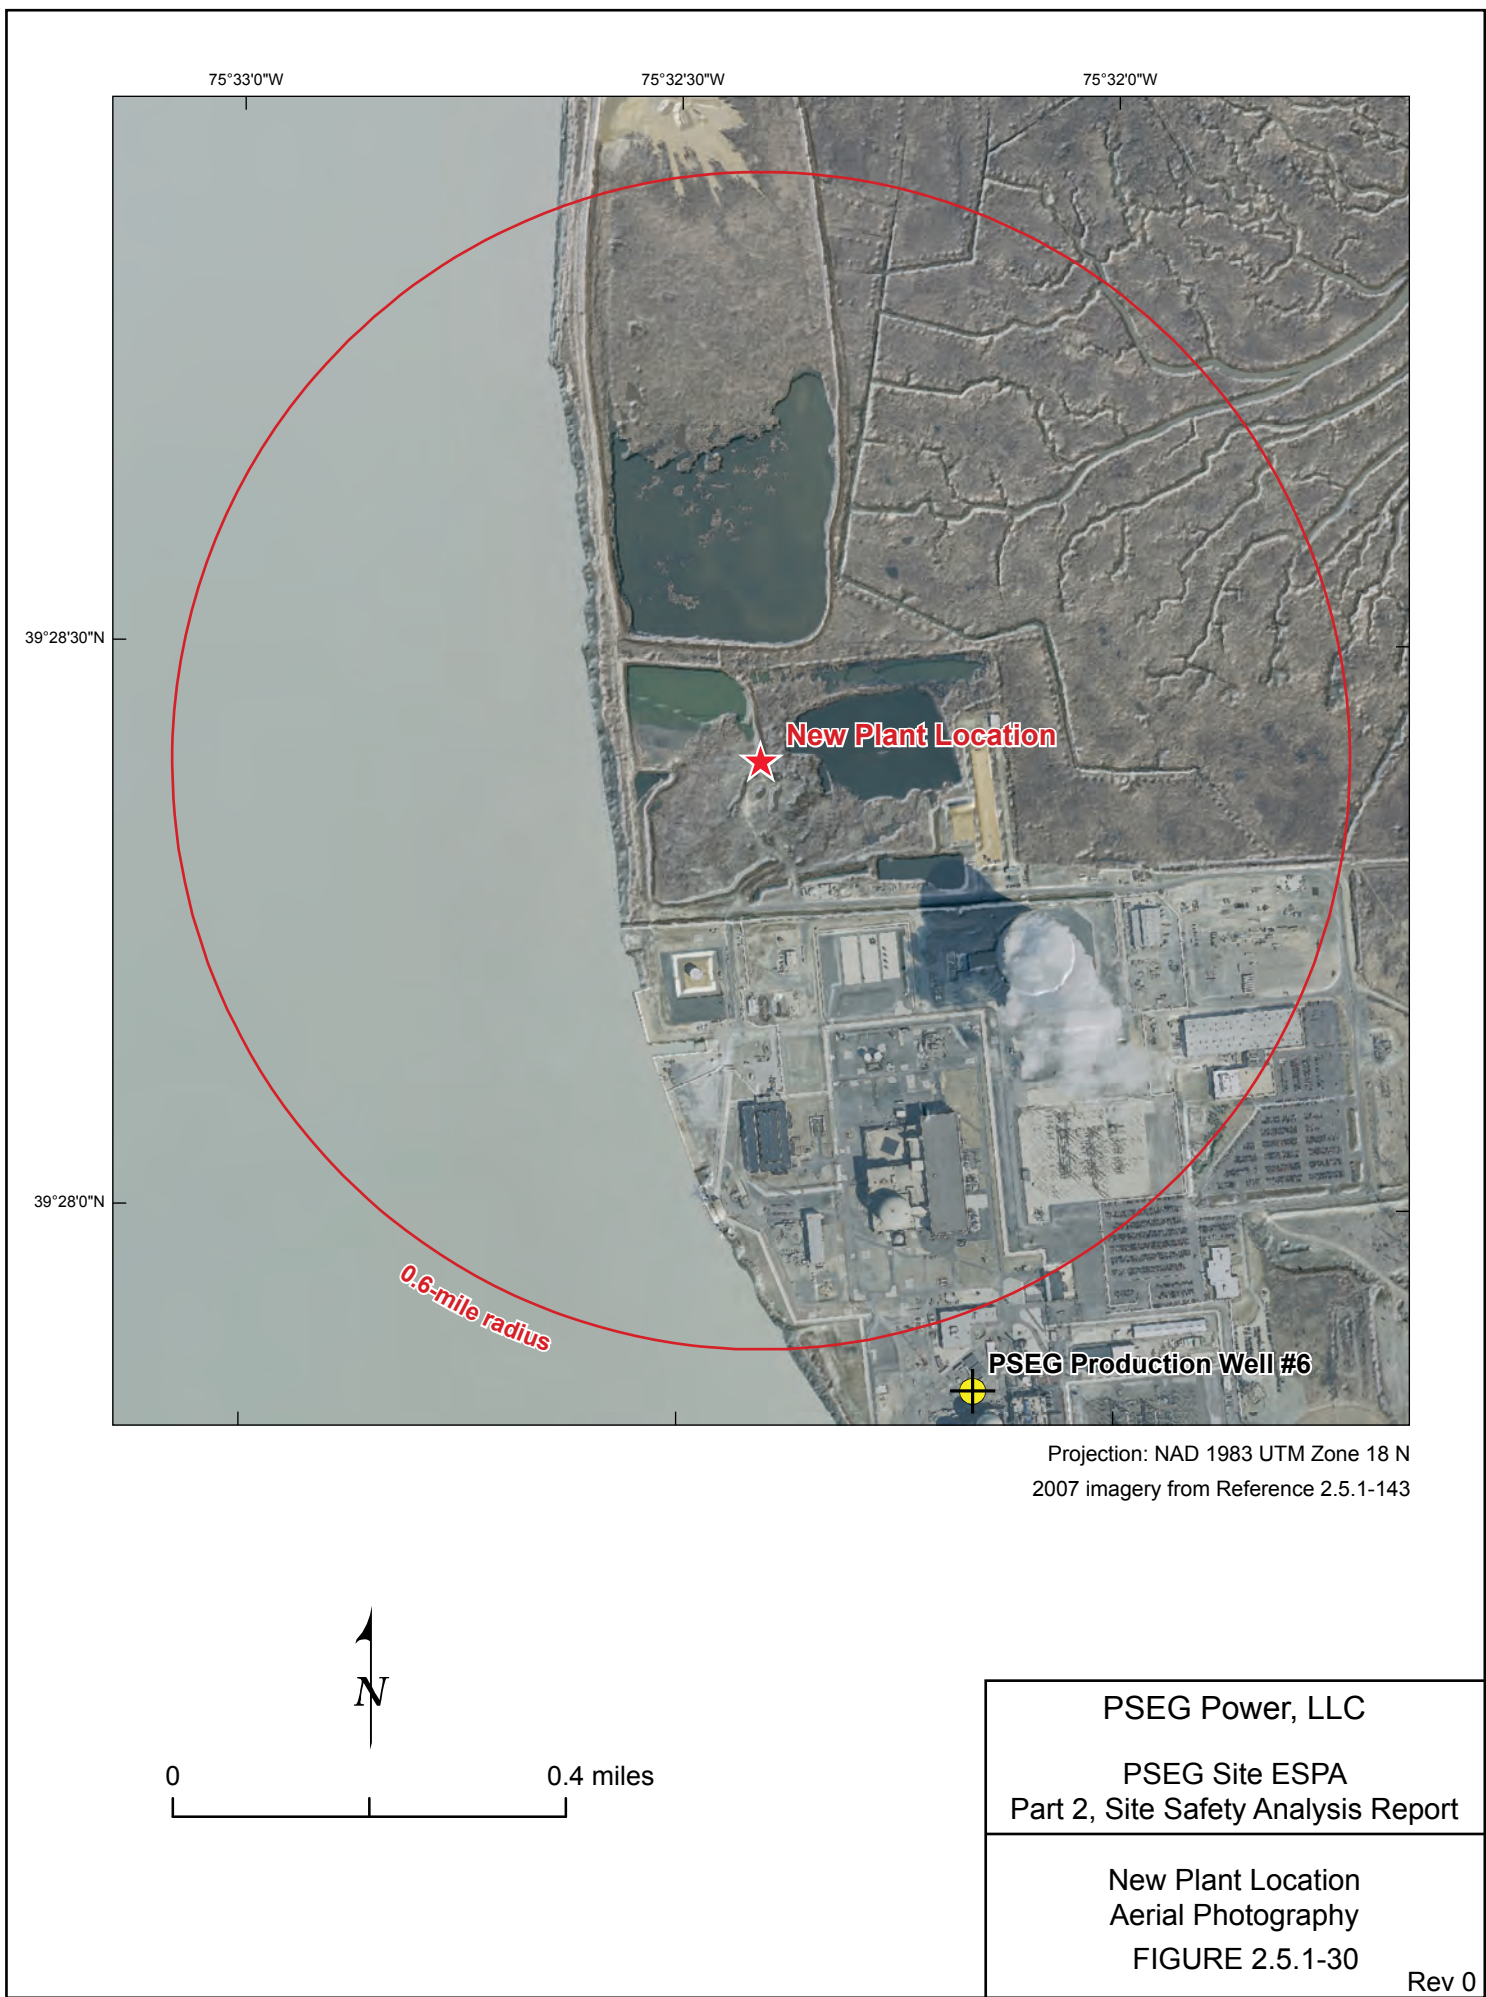 75°33'0"W
75°32'30"W
75°32'0"W
39°28'30"N
New Plant Location
39°28'0"N
0.6-mile radius
PSEG Production Well #6
Projection: NAD 1983 UTM Zone 18 N
2007 imagery from Reference 2.5.1-143
N
0
0.4 miles
PSEG Power, LLC
PSEG Site ESPA
Part 2, Site Safety Analysis Report
New Plant Location
Aerial Photography
FIGURE 2.5.1-30
Rev 0